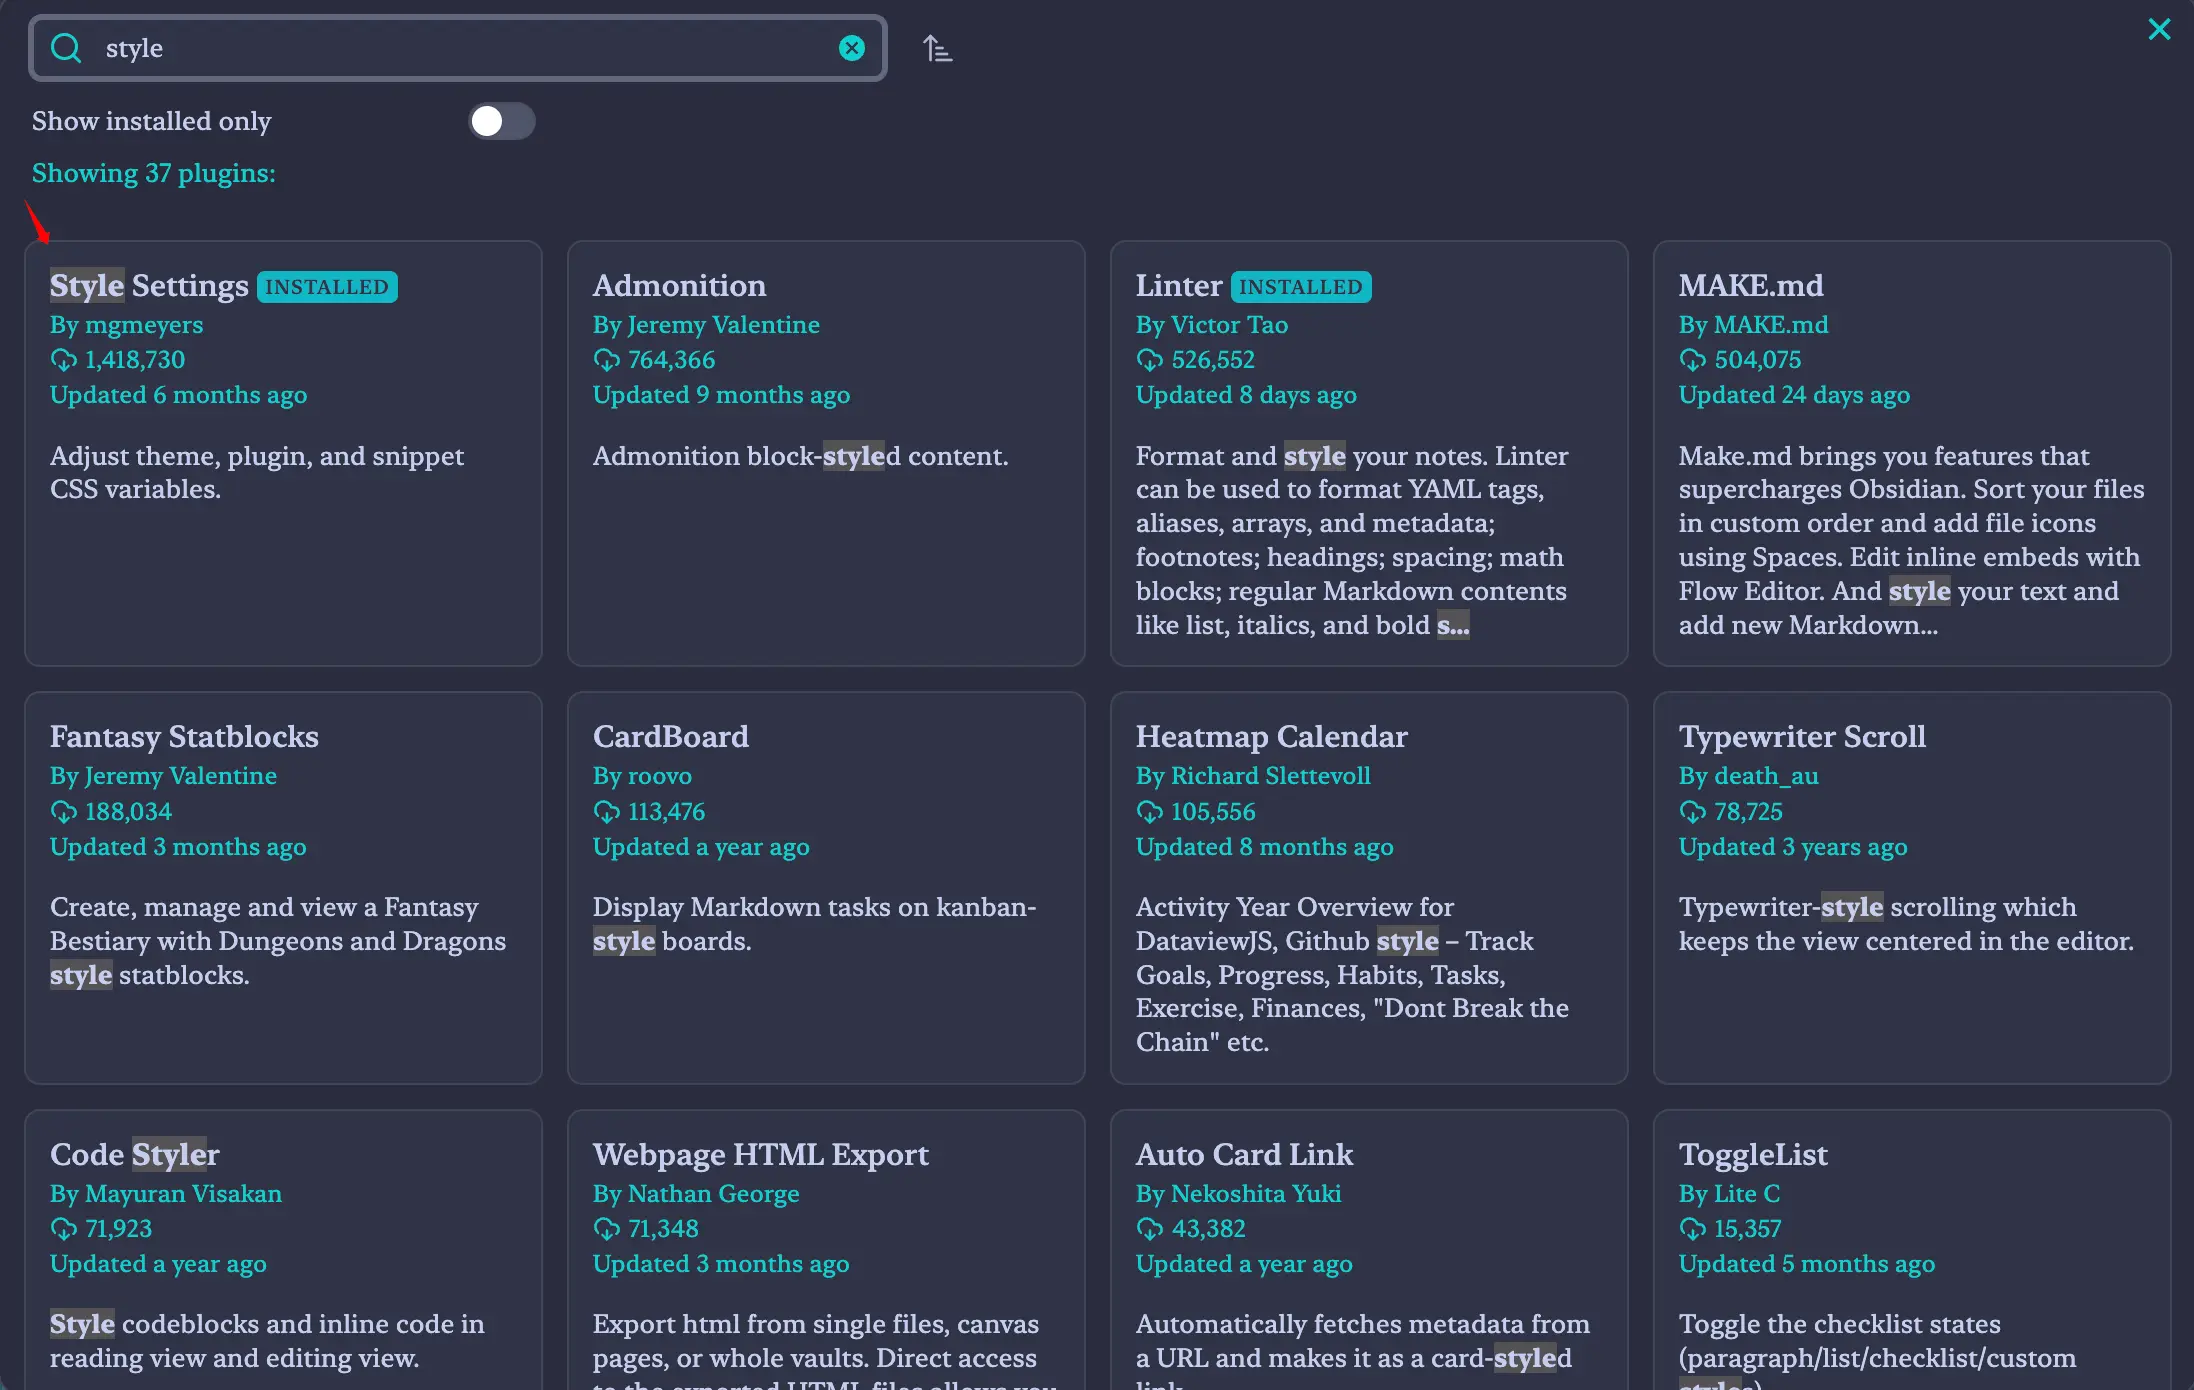 style
Show installed only
Showing 37 plugins:
Style Settings INSTALLED
By mgmeyers
1,418,730
Updated 6 months ago
Adjust theme, plugin, and snippet
CSS variables.
Admonition
By Jeremy Valentine
764,366
Updated 9 months ago
Admonition block-styled content.
Linter INSTALLED
By Victor Tao
526,552
Updated 8 days ago
Format and style your notes. Linter
can be used to format YAML tags,
aliases, arrays, and metadata;
footnotes; headings; spacing; math
blocks; regular Markdown contents
like list, italics, and bold s...
MAKE.md
By MAKE.md
504,075
Updated 24 days ago
Make.md brings you features that
supercharges Obsidian. Sort your files
in custom order and add file icons
using Spaces. Edit inline embeds with
Flow Editor. And style your text and
add new Markdown...
Fantasy Statblocks
By Jeremy Valentine
188,034
Updated 3 months ago
Create, manage and view a Fantasy
Bestiary with Dungeons and Dragons
style statblocks.
CardBoard
By roovo
113,476
Updated a year ago
Display Markdown tasks on kanban-
style boards.
Heatmap Calendar
By Richard Slettevoll
105,556
Updated 8 months ago
Activity Year Overview for
DataviewJS, Github style – Track
Goals, Progress, Habits, Tasks,
Exercise, Finances, "Dont Break the
Chain" etc.
Typewriter Scroll
By death_au
78,725
Updated 3 years ago
Typewriter-style scrolling which
keeps the view centered in the editor.
Code Styler
By Mayuran Visakan
71,923
Updated a year ago
Style codeblocks and inline code in
reading view and editing view.
Webpage HTML Export
By Nathan George
71,348
Updated 3 months ago
Export html from single files, canvas
pages, or whole vaults. Direct access
to the exported HTML files allows you
Auto Card Link
By Nekoshita Yuki
43,382
Updated a year ago
Automatically fetches metadata from
a URL and makes it as a card-styled
link.
ToggleList
By Lite C
15,357
Updated 5 months ago
Toggle the checklist states
(paragraph/list/checklist/custom
styles)